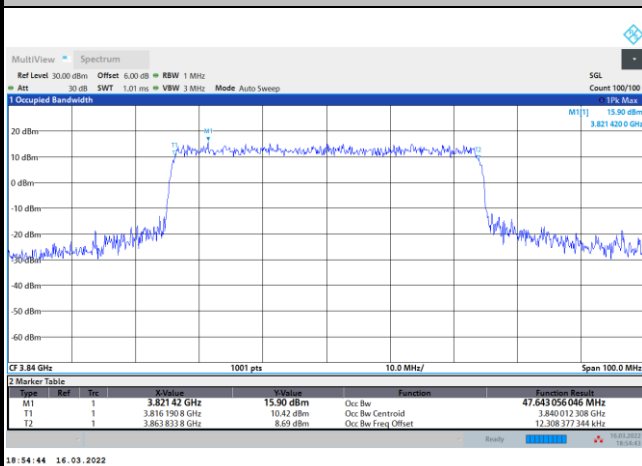 MultiView Spectrum
Ref Level 30.00 dBm Offset 6.00 dB RBW 1 MHz SGL
Att 30 dB SWT 1.01 ms VBW 3 MHz Mode Auto Sweep Count 100/100
1 Occupied Bandwidth 1Pk Max
M1[1] 15.90 dBm
3.821 420 0 GHz
20 dBm
M1
T1
T2
10 dBm
0 dBm
-10 dBm
-20 dBm
-30 dBm
-40 dBm
-50 dBm
-60 dBm
CF 3.84 GHz 1001 pts 10.0 MHz/ Span 100.0 MHz
2 Marker Table
Type Ref Trc X-Value Y-Value Function Function Result
M1 1 3.821 42 GHz 15.90 dBm Occ Bw 47.643 056 046 MHz
T1 1 3.816 190 8 GHz 10.42 dBm Occ Bw Centroid 3.840 012 308 GHz
T2 1 3.863 833 8 GHz 8.69 dBm Occ Bw Freq Offset 12.308 377 344 kHz
Ready 16.03.2022
18:54:43
18:54:44 16.03.2022